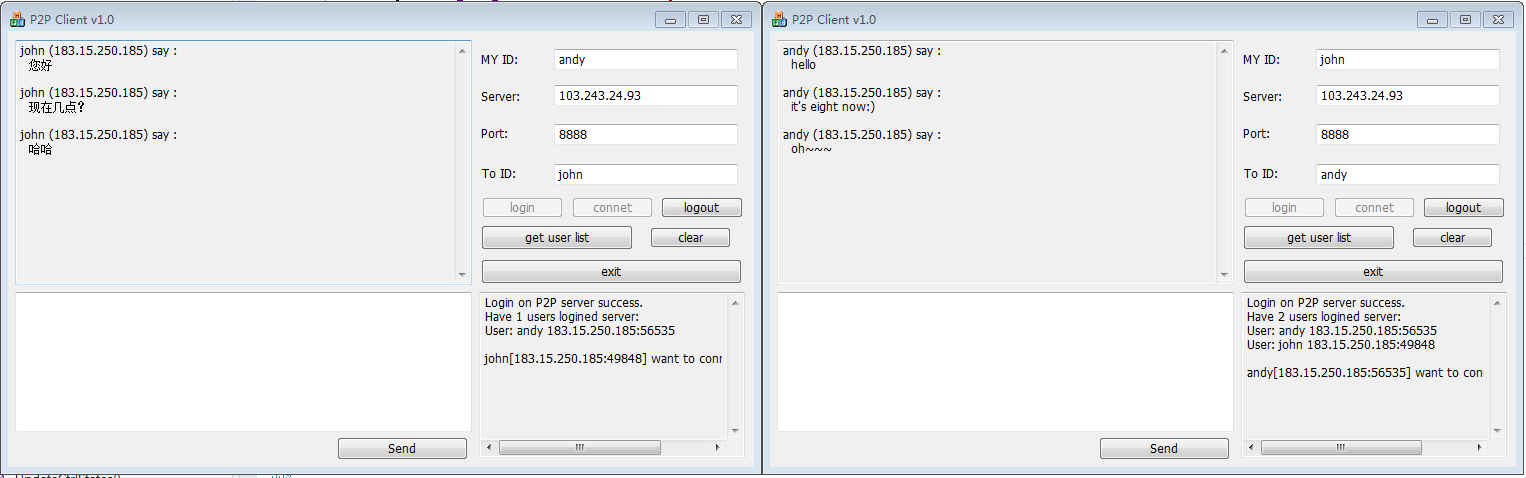 P2P Client v1.0
john (183.15.250.185) say :
您好
john (183.15.250.185) say :
现在几点?
john (183.15.250.185) say :
哈哈
MY ID: andy
Server: 103.243.24.93
Port: 8888
To ID: john
login connet logout
get user list clear
exit
Login on P2P server success.
Have 1 users logined server:
User: andy 183.15.250.185:56535
john[183.15.250.185:49848] want to conn
Send
P2P Client v1.0
andy (183.15.250.185) say :
hello
andy (183.15.250.185) say :
it's eight now:)
andy (183.15.250.185) say :
oh~~~
MY ID: john
Server: 103.243.24.93
Port: 8888
To ID: andy
login connet logout
get user list clear
exit
Login on P2P server success.
Have 2 users logined server:
User: andy 183.15.250.185:56535
User: john 183.15.250.185:49848
andy[183.15.250.185:56535] want to con
Send